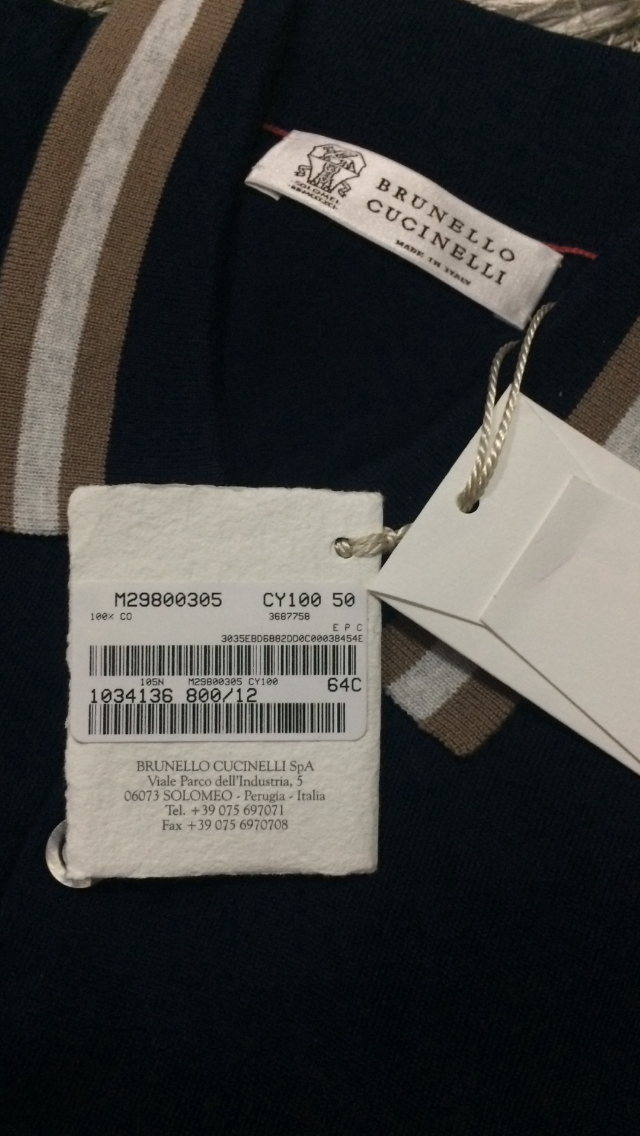 BRUNELLO
CUCINELLI
MADE IN ITALY
SOLOMEO
M29800305 CY100 50
100% CO 3687758
E P C
3035EBD6882DD0C00038454E
105N M29800305 CY100
1034136 800/12 64C
BRUNELLO CUCINELLI SpA
Viale Parco dell'Industria, 5
06073 SOLOMEO - Perugia - Italia
Tel. +39 075 697071
Fax +39 075 6970708